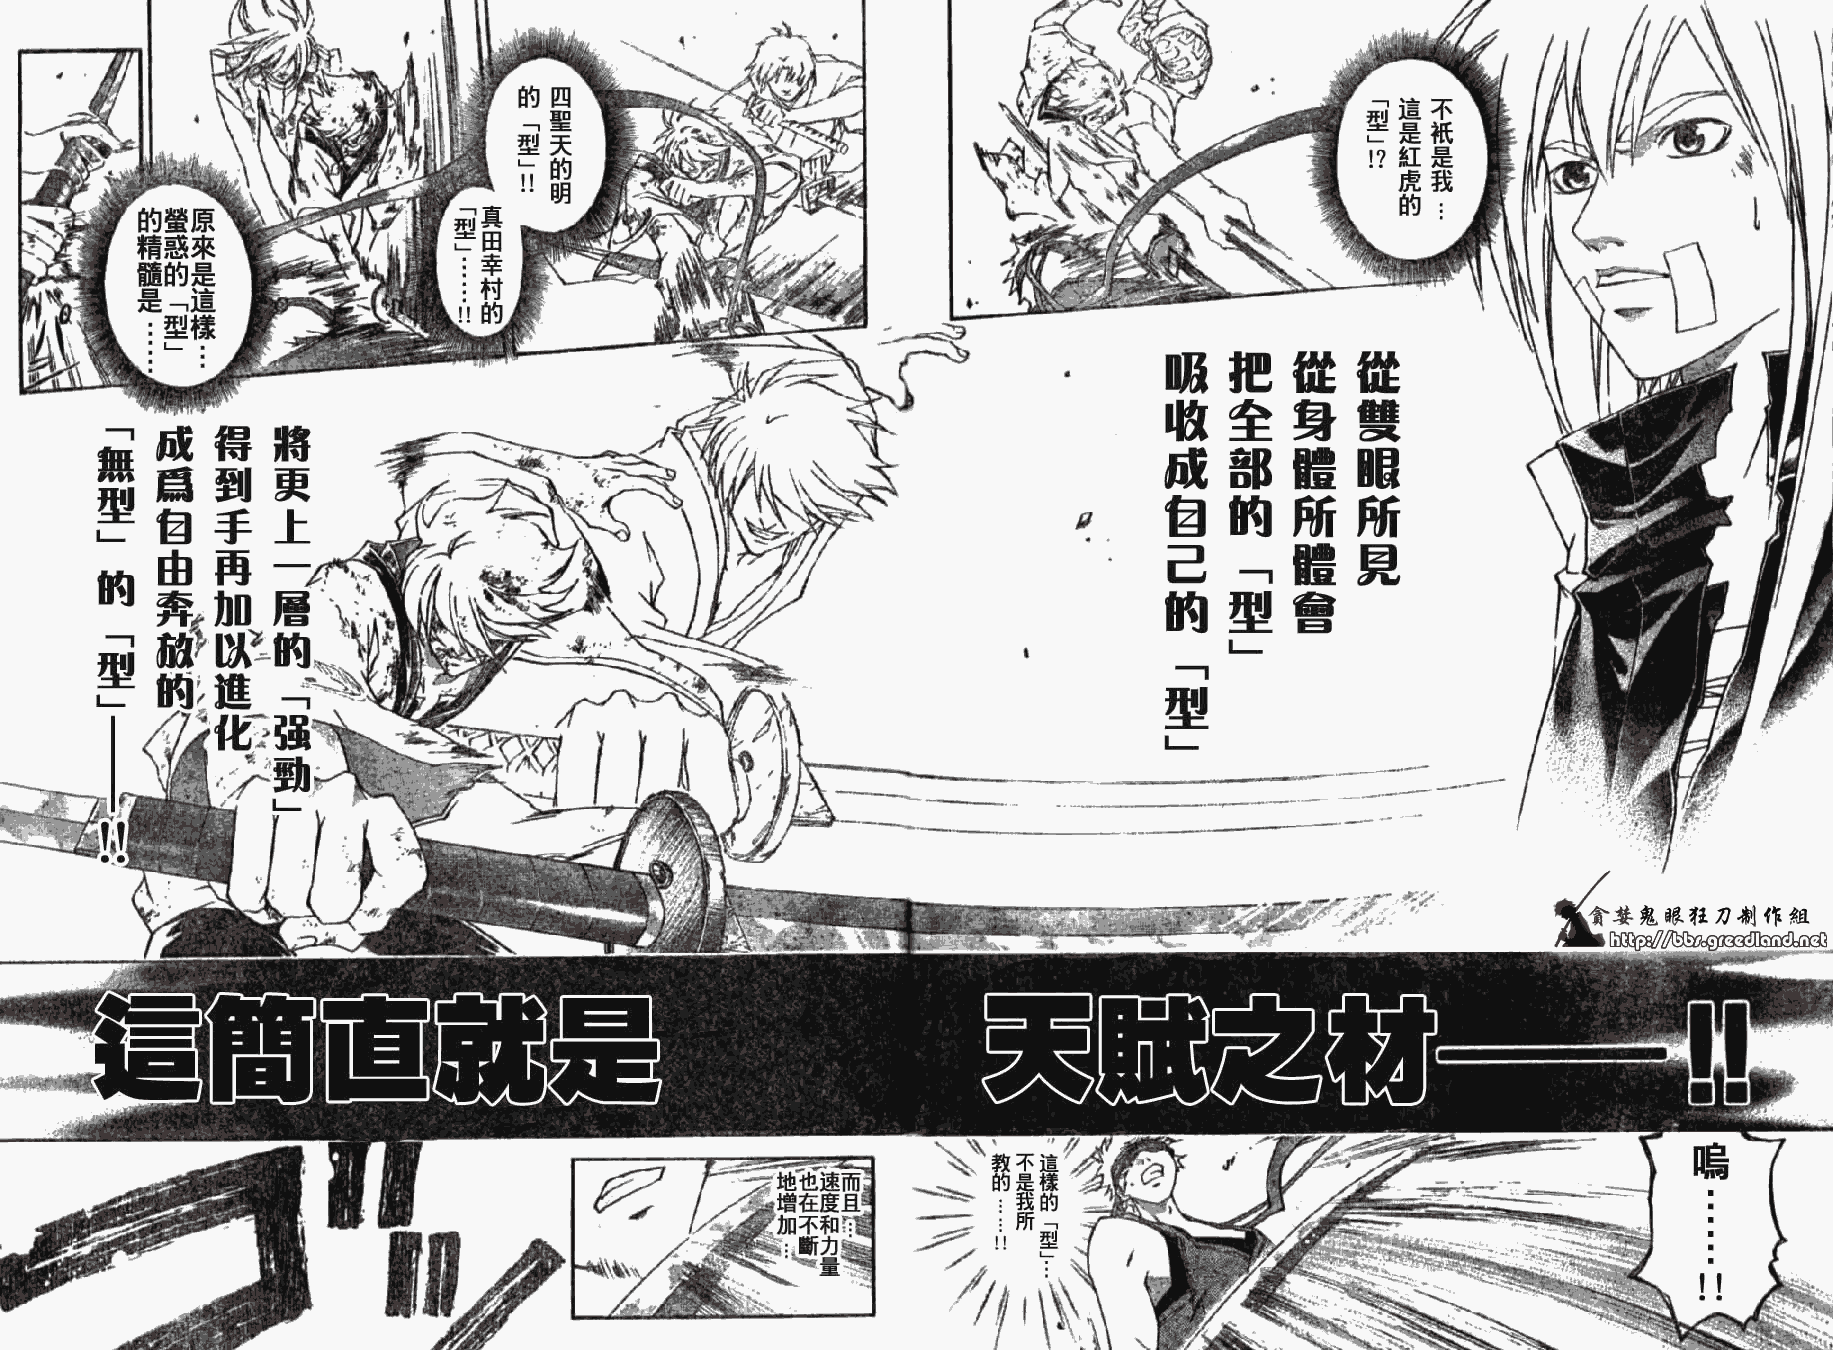 不衹是我…
這是紅虎的
「型」!?
四聖天的明
的「型」!!
真田幸村的
「型」……!!
原來是這樣…
螢惑的「型」
的精髓是……
從雙眼所見
從身體所體會
把全部的「型」
吸收成自己的「型」
將更上一層的「强勁」
得到手再加以進化
成爲自由奔放的
「無型」的「型」——!!
貪婪鬼眼狂刀制作組
http://bbs.greedland.net
這簡直就是
天賦之材——!!
嗚……!!
這樣的「型」…
不是我所
教的……!!
而且…
速度和力量
也在不斷
地增加…
ゴッ